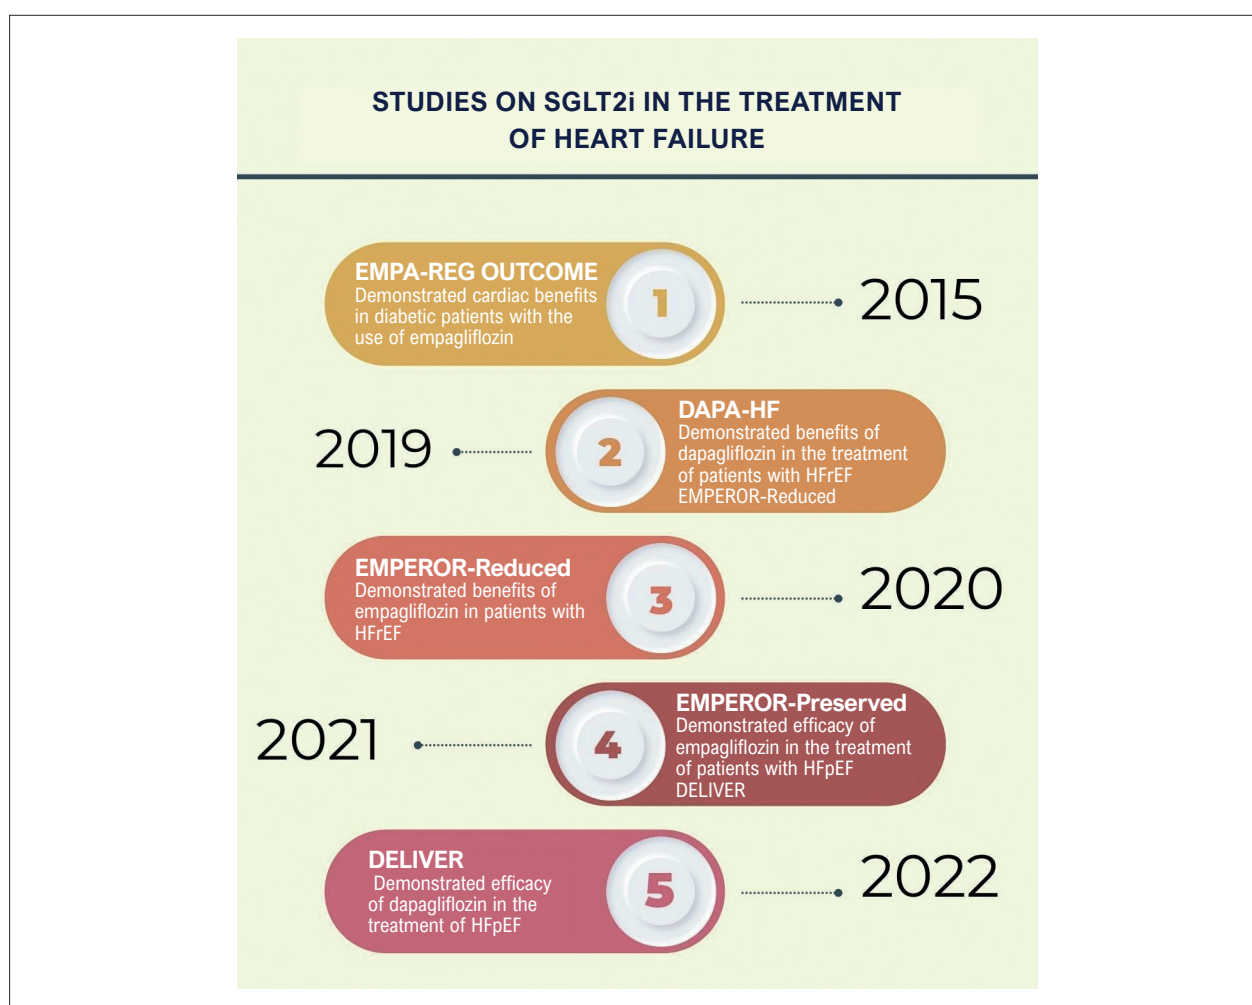 STUDIES ON SGLT2i IN THE TREATMENT
OF HEART FAILURE
EMPA-REG OUTCOME
Demonstrated cardiac benefits
in diabetic patients with the
use of empagliflozin
1
2015
2019
2
DAPA-HF
Demonstrated benefits of
dapagliflozin in the treatment
of patients with HFrEF
EMPEROR-Reduced
EMPEROR-Reduced
Demonstrated benefits of
empagliflozin in patients with
HFrEF
3
2020
2021
4
EMPEROR-Preserved
Demonstrated efficacy of
empagliflozin in the treatment
of patients with HFpEF
DELIVER
DELIVER
Demonstrated efficacy
of dapagliflozin in the
treatment of HFpEF
5
2022